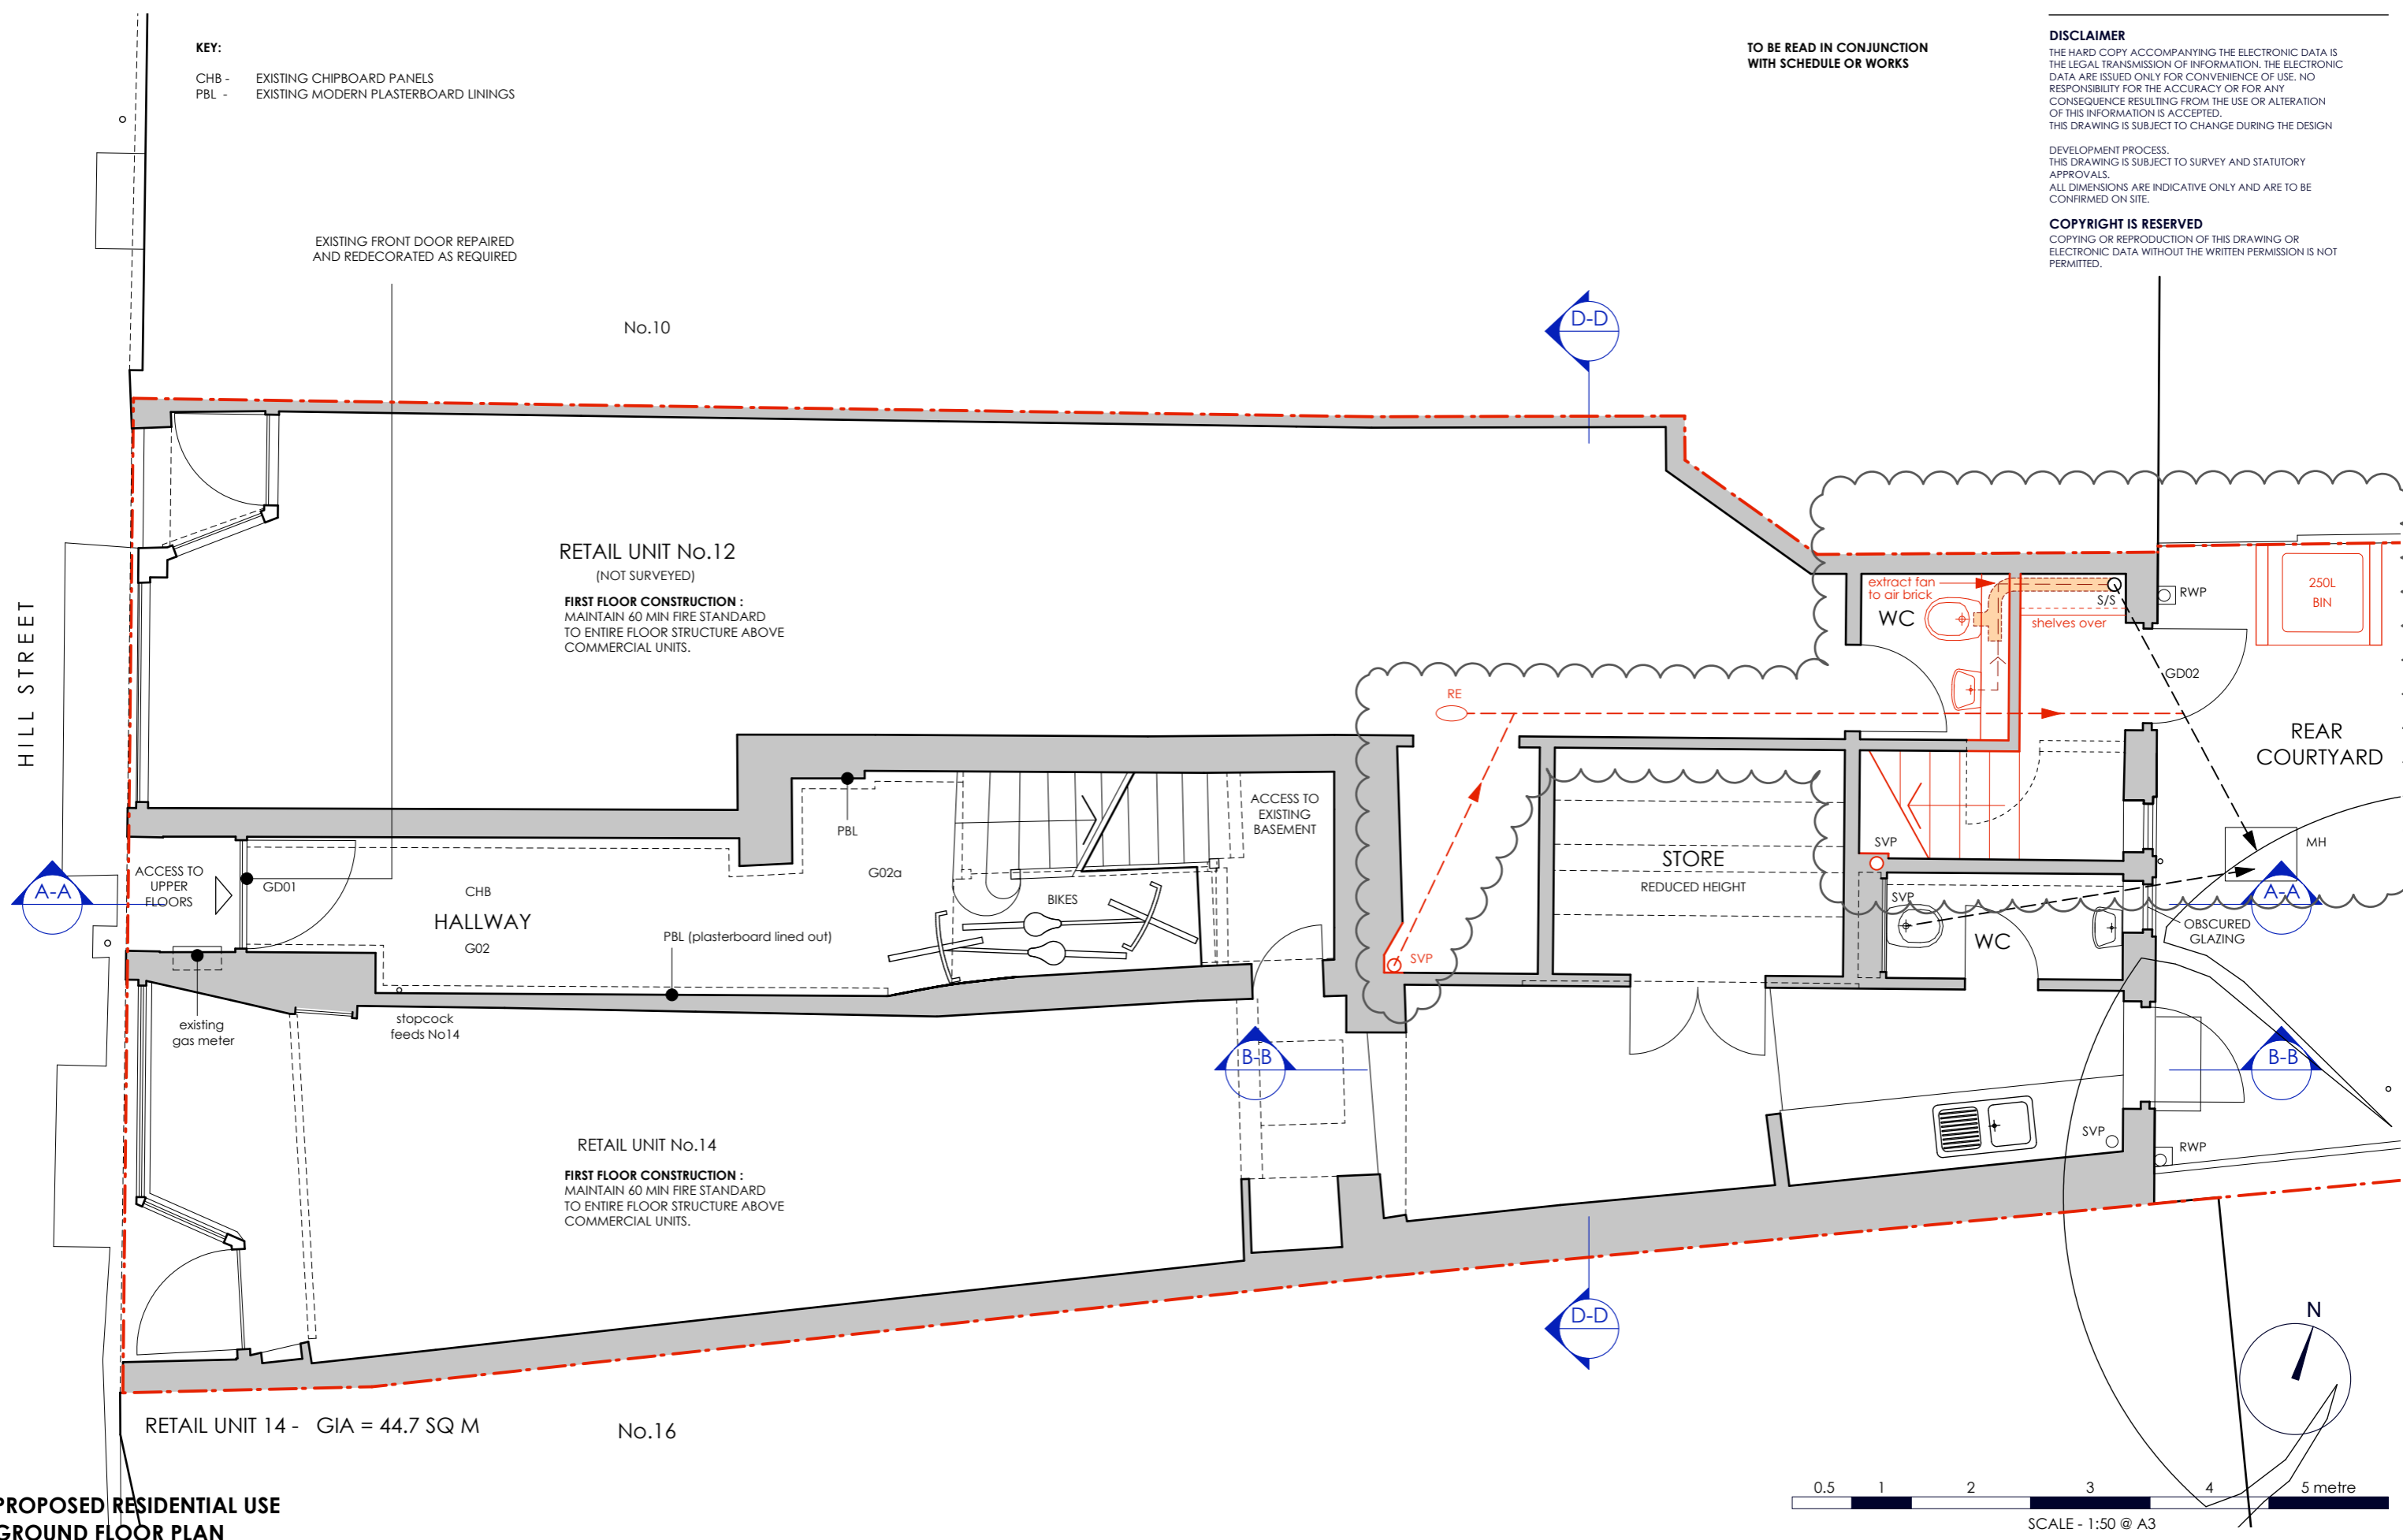 KEY:
CHB - EXISTING CHIPBOARD PANELS
PBL - EXISTING MODERN PLASTERBOARD LININGS
TO BE READ IN CONJUNCTION
WITH SCHEDULE OR WORKS
DISCLAIMER
THE HARD COPY ACCOMPANYING THE ELECTRONIC DATA IS
THE LEGAL TRANSMISSION OF INFORMATION. THE ELECTRONIC
DATA ARE ISSUED ONLY FOR CONVENIENCE OF USE. NO
RESPONSIBILITY FOR THE ACCURACY OR FOR ANY
CONSEQUENCE RESULTING FROM THE USE OR ALTERATION
OF THIS INFORMATION IS ACCEPTED.
THIS DRAWING IS SUBJECT TO CHANGE DURING THE DESIGN
DEVELOPMENT PROCESS.
THIS DRAWING IS SUBJECT TO SURVEY AND STATUTORY
APPROVALS.
ALL DIMENSIONS ARE INDICATIVE ONLY AND ARE TO BE
CONFIRMED ON SITE.
COPYRIGHT IS RESERVED
COPYING OR REPRODUCTION OF THIS DRAWING OR
ELECTRONIC DATA WITHOUT THE WRITTEN PERMISSION IS NOT
PERMITTED.
EXISTING FRONT DOOR REPAIRED
AND REDECORATED AS REQUIRED
No.10
D-D
RETAIL UNIT No.12
(NOT SURVEYED)
FIRST FLOOR CONSTRUCTION :
MAINTAIN 60 MIN FIRE STANDARD
TO ENTIRE FLOOR STRUCTURE ABOVE
COMMERCIAL UNITS.
HILL STREET
extract fan
to air brick
WC
S/S
shelves over
RWP
250L
BIN
GD02
RE
REAR
COURTYARD
ACCESS TO
EXISTING
BASEMENT
PBL
G02a
BIKES
ACCESS TO
UPPER
FLOORS
GD01
A-A
CHB
HALLWAY
G02
PBL (plasterboard lined out)
STORE
REDUCED HEIGHT
SVP
SVP
SVP
WC
MH
A-A
OBSCURED
GLAZING
existing
gas meter
stopcock
feeds No14
B-B
B-B
RETAIL UNIT No.14
FIRST FLOOR CONSTRUCTION :
MAINTAIN 60 MIN FIRE STANDARD
TO ENTIRE FLOOR STRUCTURE ABOVE
COMMERCIAL UNITS.
SVP
RWP
D-D
N
RETAIL UNIT 14 - GIA = 44.7 SQ M
No.16
PROPOSED RESIDENTIAL USE
GROUND FLOOR PLAN
0.5 1 2 3 4 5 metre
SCALE - 1:50 @ A3